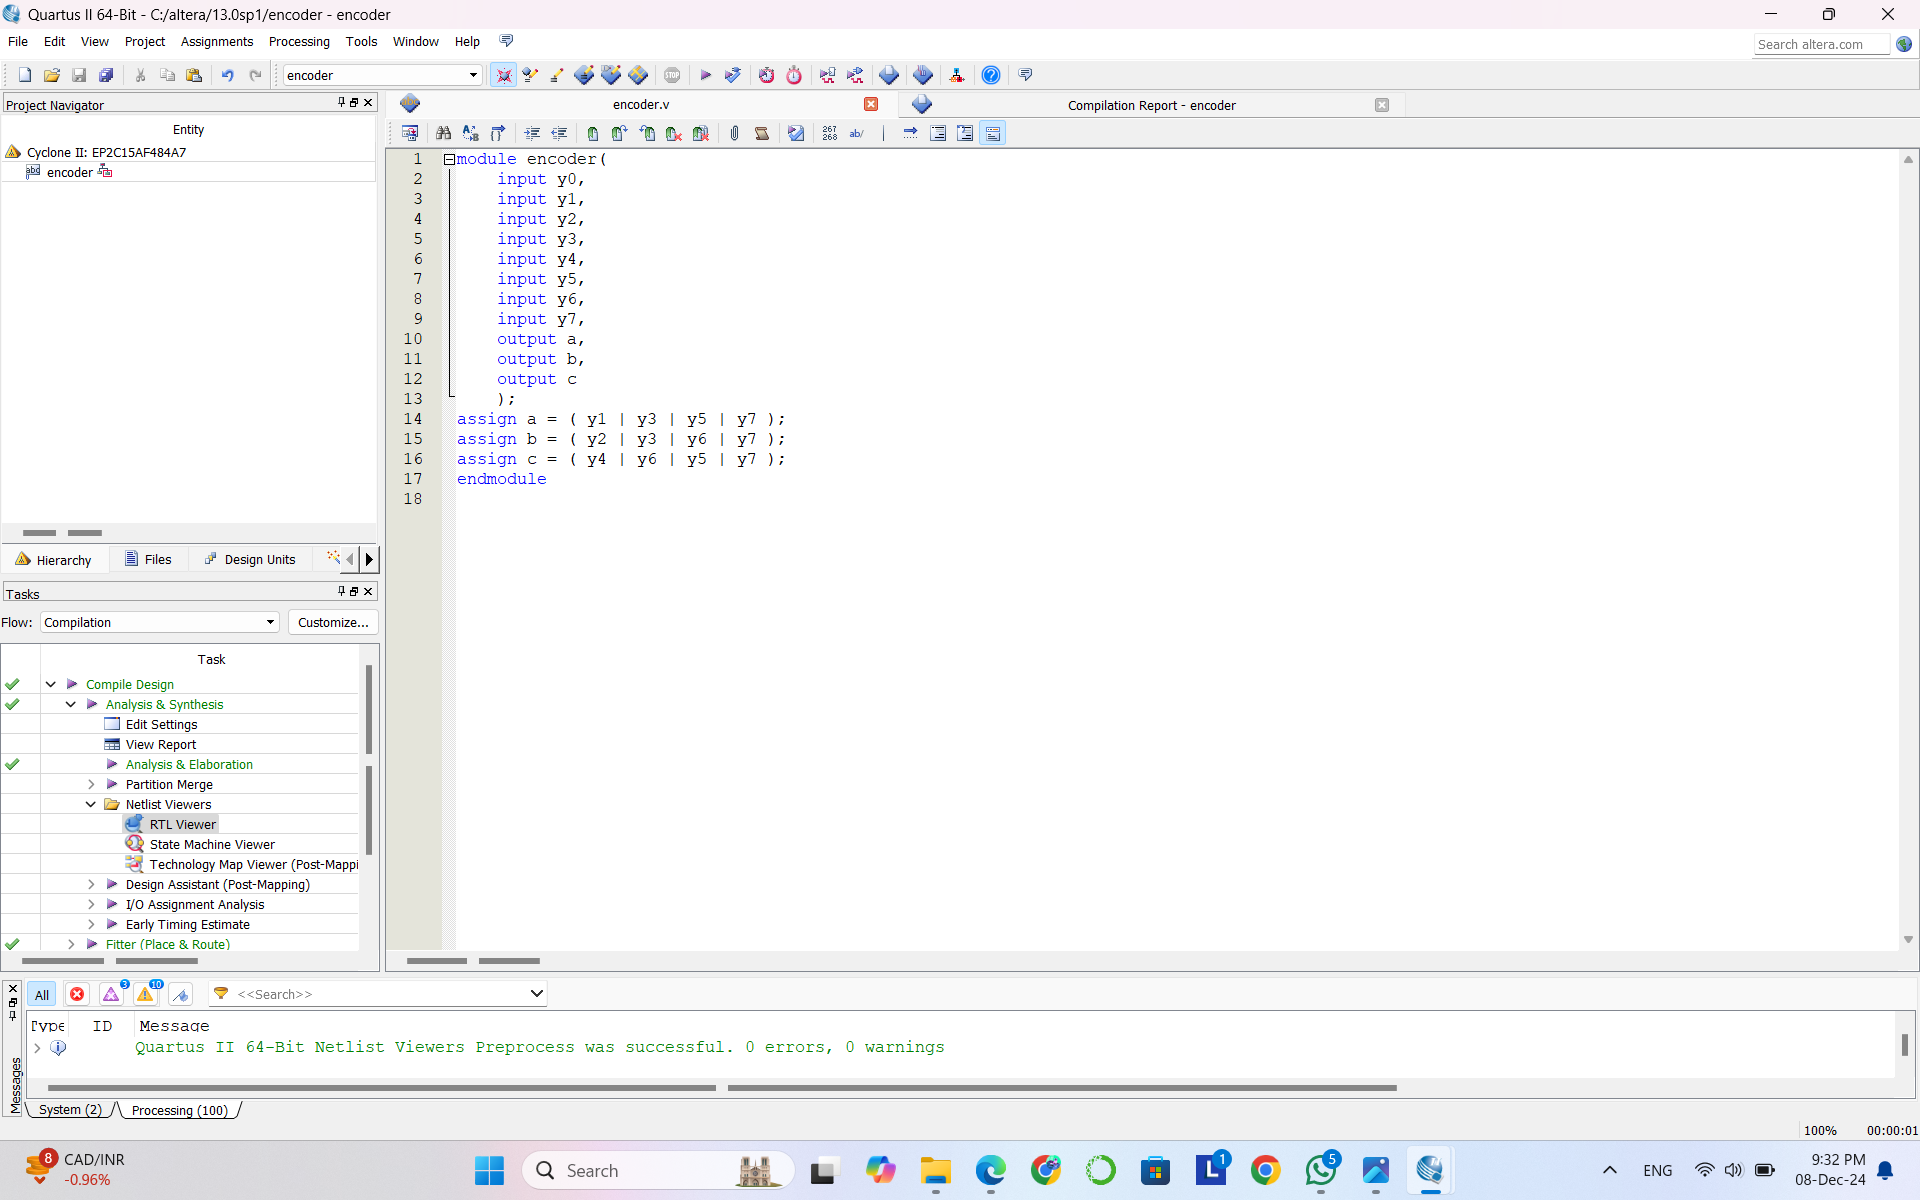 Quartus II 64-Bit - C:/altera/13.0sp1/encoder - encoder
File Edit View Project Assignments Processing Tools Window Help
Search altera.com
encoder
STOP
Project Navigator
Entity
Cyclone II: EP2C15AF484A7
abd encoder
Hierarchy Files Design Units
Tasks
Flow: Compilation Customize...
Task
Compile Design
Analysis & Synthesis
Edit Settings
View Report
Analysis & Elaboration
Partition Merge
Netlist Viewers
RTL Viewer
State Machine Viewer
Technology Map Viewer (Post-Mappi
Design Assistant (Post-Mapping)
I/O Assignment Analysis
Early Timing Estimate
Fitter (Place & Route)
encoder.v
Compilation Report - encoder
267
268
ab/
1 module encoder(
2 input y0,
3 input y1,
4 input y2,
5 input y3,
6 input y4,
7 input y5,
8 input y6,
9 input y7,
10 output a,
11 output b,
12 output c
13 );
14 assign a = ( y1 | y3 | y5 | y7 );
15 assign b = ( y2 | y3 | y6 | y7 );
16 assign c = ( y4 | y6 | y5 | y7 );
17 endmodule
18
Messages
All 3 10 <<Search>>
Type ID Message
Quartus II 64-Bit Netlist Viewers Preprocess was successful. 0 errors, 0 warnings
System (2) Processing (100)
100% 00:00:01
8 CAD/INR
-0.96%
Search
L 1
5
ENG
9:32 PM
08-Dec-24